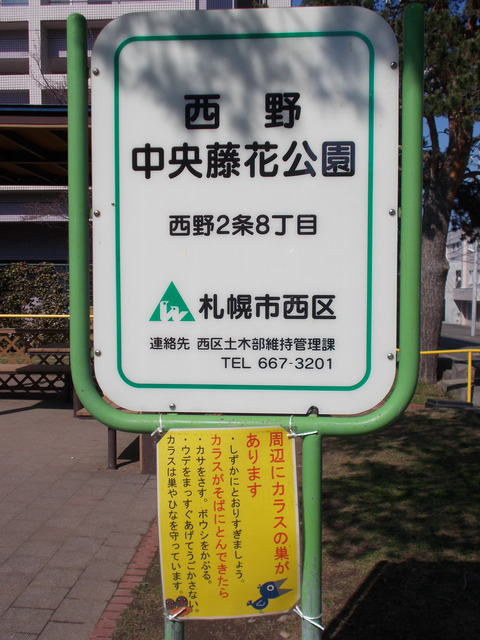 西 野
中央藤花公園
西野2条8丁目
札幌市西区
連絡先 西区土木部維持管理課
TEL 667-3201
周辺にカラスの巣が
あります
・しずかにとおりすぎましょう。
カラスがそばにとんできたら
・カサをさす。ボウシをかぶる。
・ウデをまっすぐあげてうごかさない。
カラスは巣やひなを守っています。